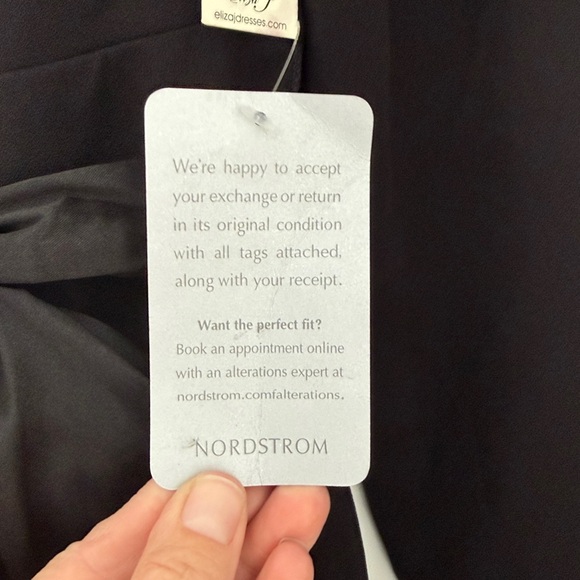 elizajdresses.com
We're happy to accept
your exchange or return
in its original condition
with all tags attached,
along with your receipt.
Want the perfect fit?
Book an appointment online
with an alterations expert at
nordstrom.comfalterations.
NORDSTROM